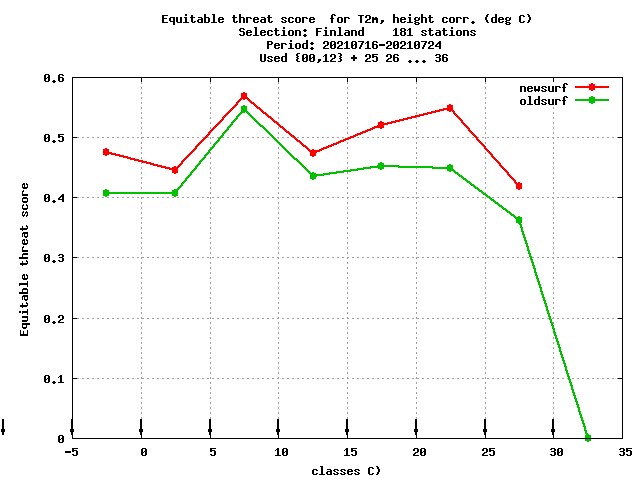 Equitable threat score  for T2m, height corr. (deg C)
Selection: Finland    181 stations
Period: 20210716-20210724
Used {00,12} + 25 26 ... 36
newsurf
oldsurf
Equitable threat score
0.6
0.5
0.4
0.3
0.2
0.1
0
-5 0 5 10 15 20 25 30 35
classes C)